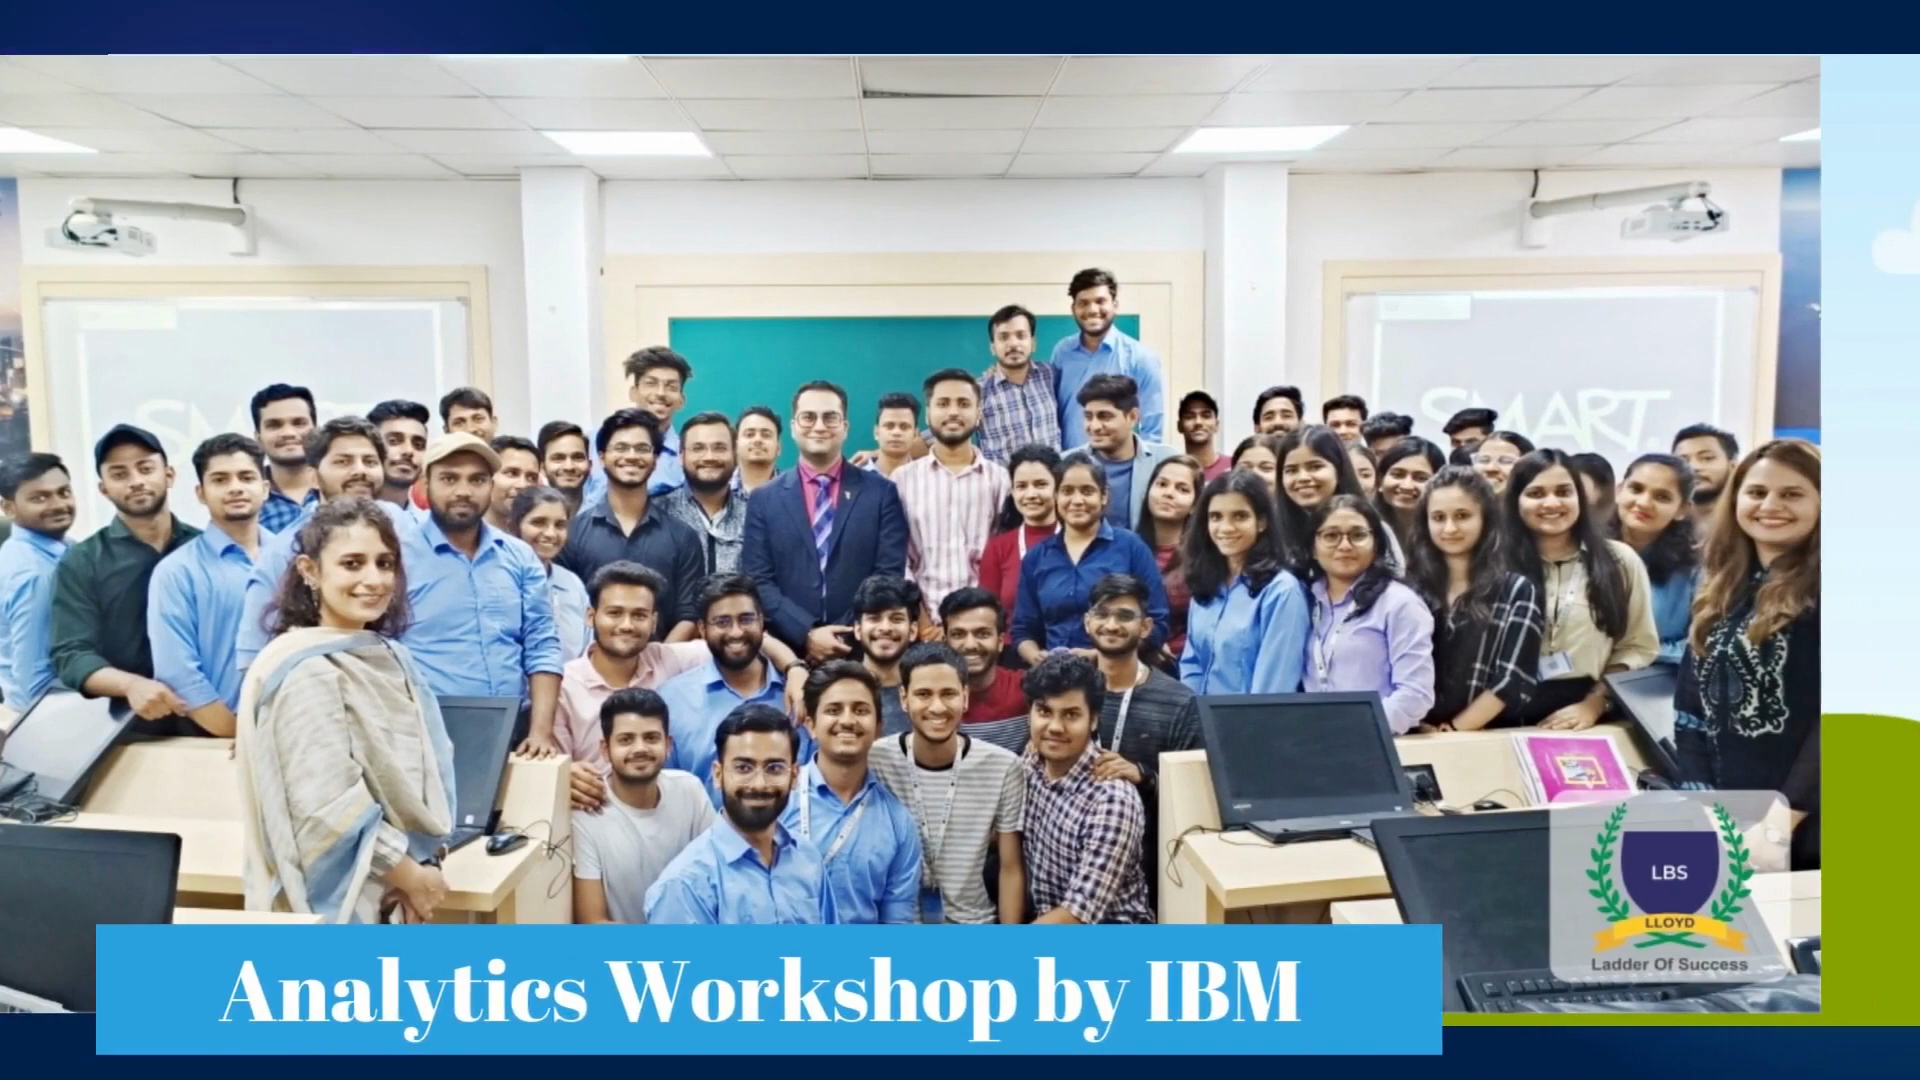 SMART.
LBS
LLOYD
Ladder Of Success
Analytics Workshop by IBM